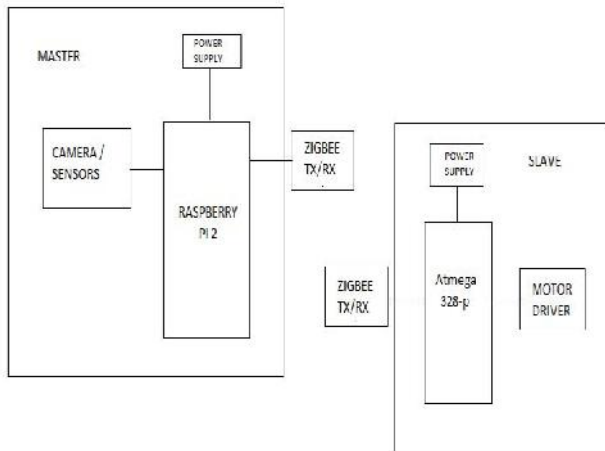 MASTER
POWER
SUPPLY
CAMERA /
SENSORS
RASPBERRY
PI 2
ZIGBEE
TX/RX
SLAVE
POWER
SUPPLY
ZIGBEE
TX/RX
Atmega
328-p
MOTOR
DRIVER